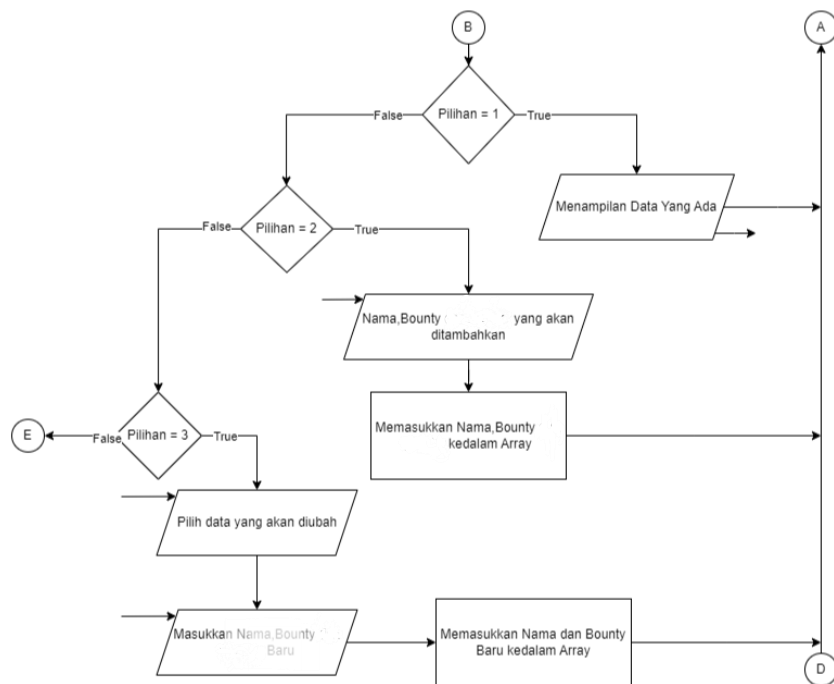 B
A
Pilihan = 1
False
True
Menampilan Data Yang Ada
Pilihan = 2
False
True
Nama,Bounty yang akan
ditambahkan
Memasukkan Nama,Bounty
kedalam Array
E
False
Pilihan = 3
True
Pilih data yang akan diubah
Masukkan Nama,Bounty
Baru
Memasukkan Nama dan Bounty
Baru kedalam Array
D